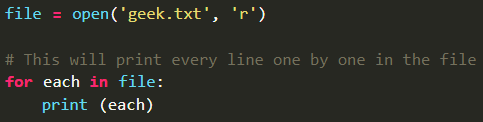 file = open('geek.txt', 'r')
# This will print every line one by one in the file
for each in file:
    print (each)